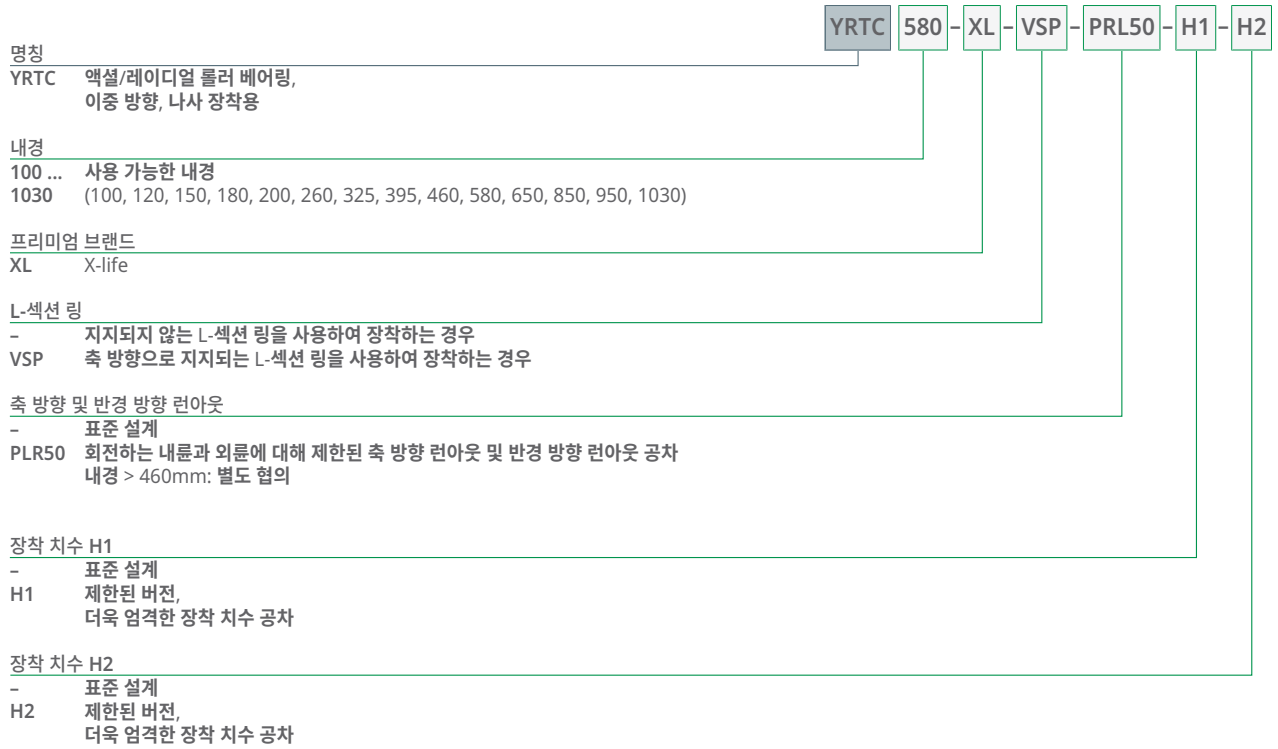 YRTC 580 – XL – VSP – PRL50 – H1 – H2
명칭
YRTC 액셜/레이디얼 롤러 베어링,
이중 방향, 나사 장착용
내경
100 ... 사용 가능한 내경
1030 (100, 120, 150, 180, 200, 260, 325, 395, 460, 580, 650, 850, 950, 1030)
프리미엄 브랜드
XL X-life
L-섹션 링
– 지지되지 않는 L-섹션 링을 사용하여 장착하는 경우
VSP 축 방향으로 지지되는 L-섹션 링을 사용하여 장착하는 경우
축 방향 및 반경 방향 런아웃
– 표준 설계
PLR50 회전하는 내륜과 외륜에 대해 제한된 축 방향 런아웃 및 반경 방향 런아웃 공차
내경 > 460mm: 별도 협의
장착 치수 H1
– 표준 설계
H1 제한된 버전,
더욱 엄격한 장착 치수 공차
장착 치수 H2
– 표준 설계
H2 제한된 버전,
더욱 엄격한 장착 치수 공차